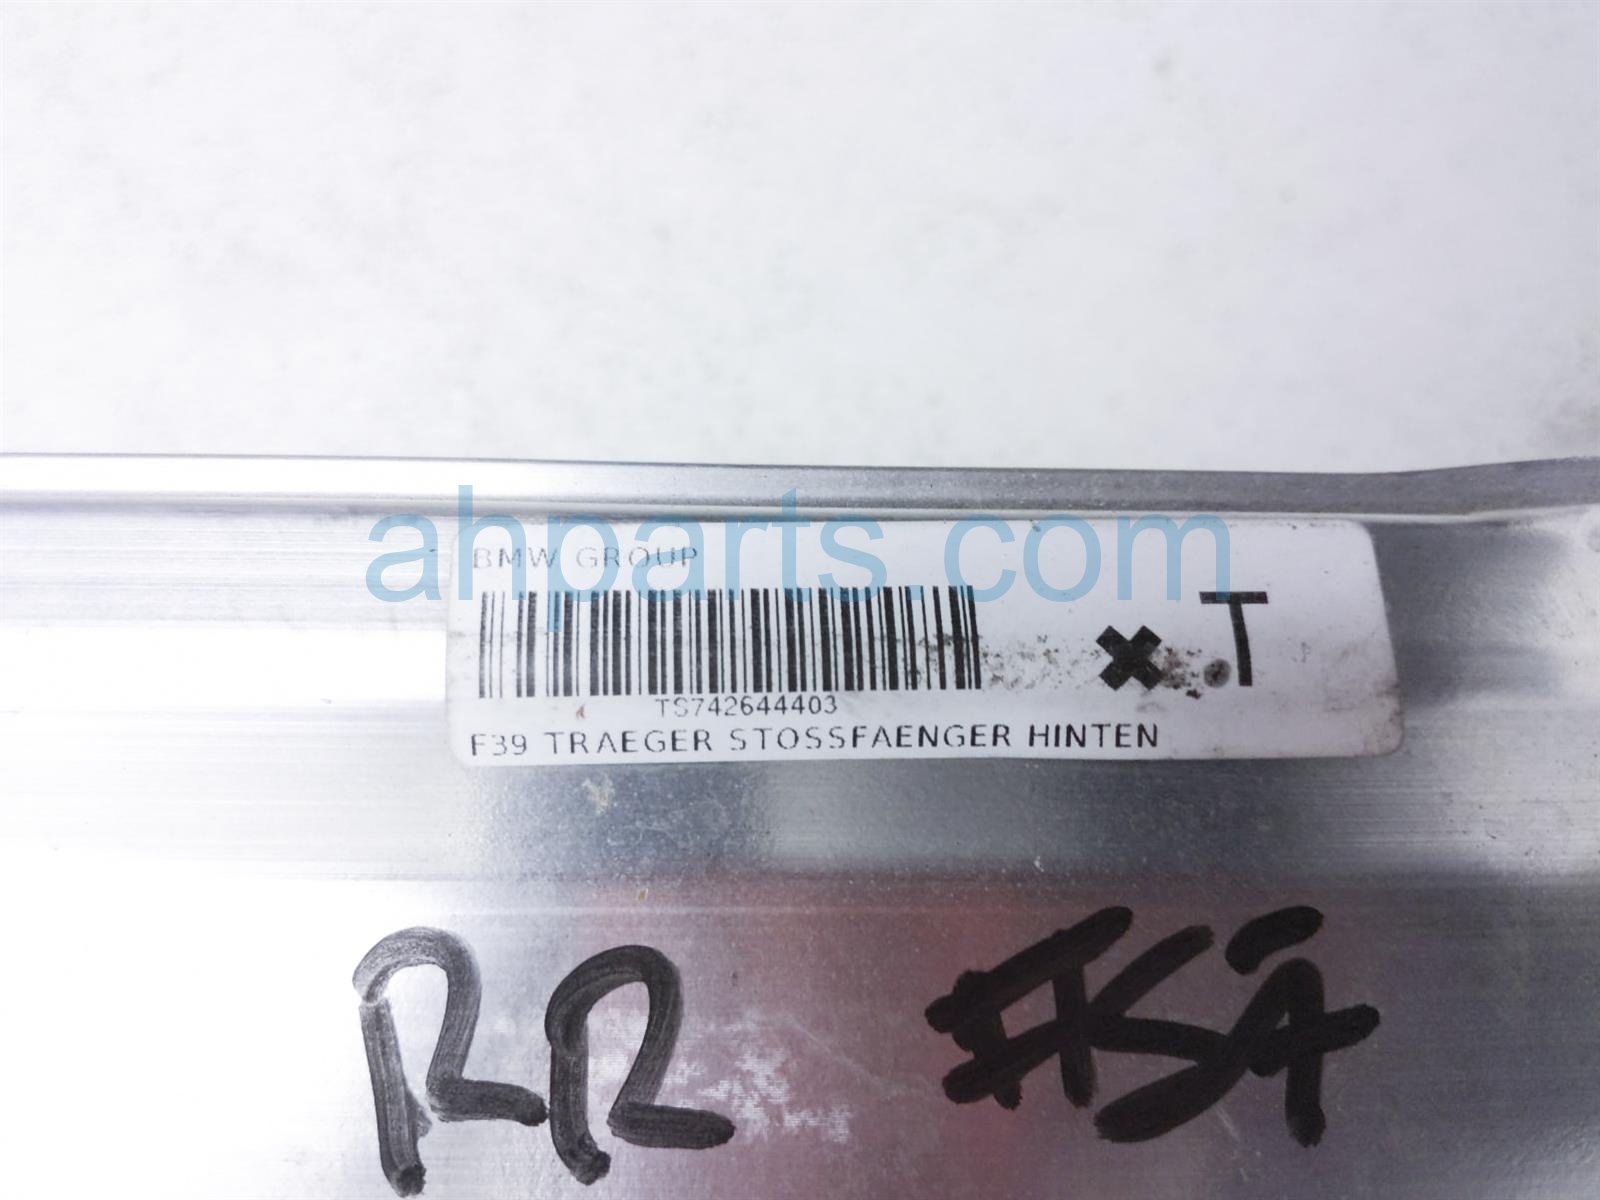 ahparts.com
BMW GROUP
T
TS742644403
F39 TRAEGER STOSSFAENGER HINTEN
RR